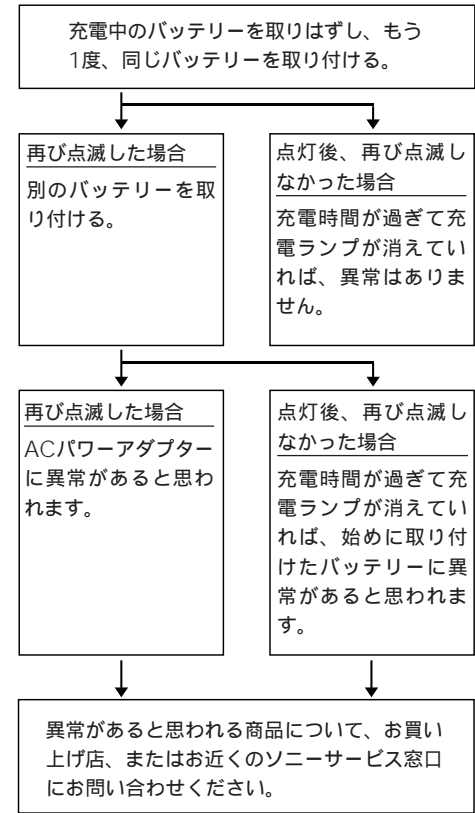 充電中のバッテリーを取りはずし、もう
1度、同じバッテリーを取り付ける。
再び点滅した場合
別のバッテリーを取
り付ける。
点灯後、再び点滅し
なかった場合
充電時間が過ぎて充
電ランプが消えてい
れば、異常はありま
せん。
再び点滅した場合
ACパワーアダプター
に異常があると思わ
れます。
点灯後、再び点滅し
なかった場合
充電時間が過ぎて充
電ランプが消えてい
れば、始めに取り付
けたバッテリーに異
常があると思われま
す。
異常があると思われる商品について、お買い
上げ店、またはお近くのソニーサービス窓口
にお問い合わせください。